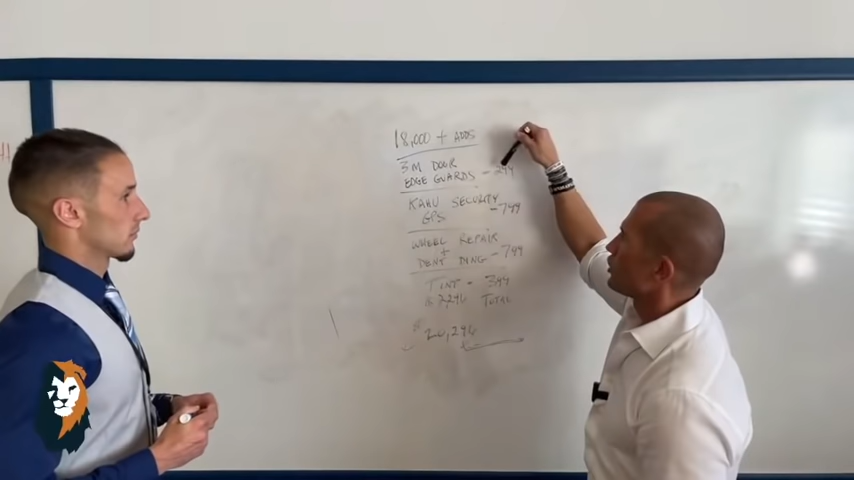 18,000 + ADDS
3M DOOR
EDGE GUARDS - 299
KAHU SECURITY
GPS - 799
WHEEL REPAIR
+
DENT DING - 799
TINT - 399
$ 2,296 TOTAL
$ 20,296